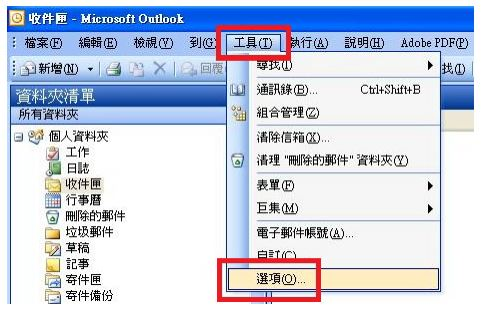 收件匣 - Microsoft Outlook
檔案(F) 編輯(E) 檢視(V) 到(G) 工具(T) 執行(A) 說明(H) Adobe PDF(P)
新增(N) 回覆 找(I)
資料夾清單
所有資料夾
個人資料夾
工作
日誌
收件匣
行事曆
刪除的郵件
垃圾郵件
草稿
記事
寄件匣
寄件備份
尋找(I)
通訊錄(B)... Ctrl+Shift+B
組合管理(Z)
清除信箱(X)...
清理 "刪除的郵件" 資料夾(Y)
表單(F)
巨集(M)
電子郵件帳號(A)...
自訂(C)...
選項(O)...